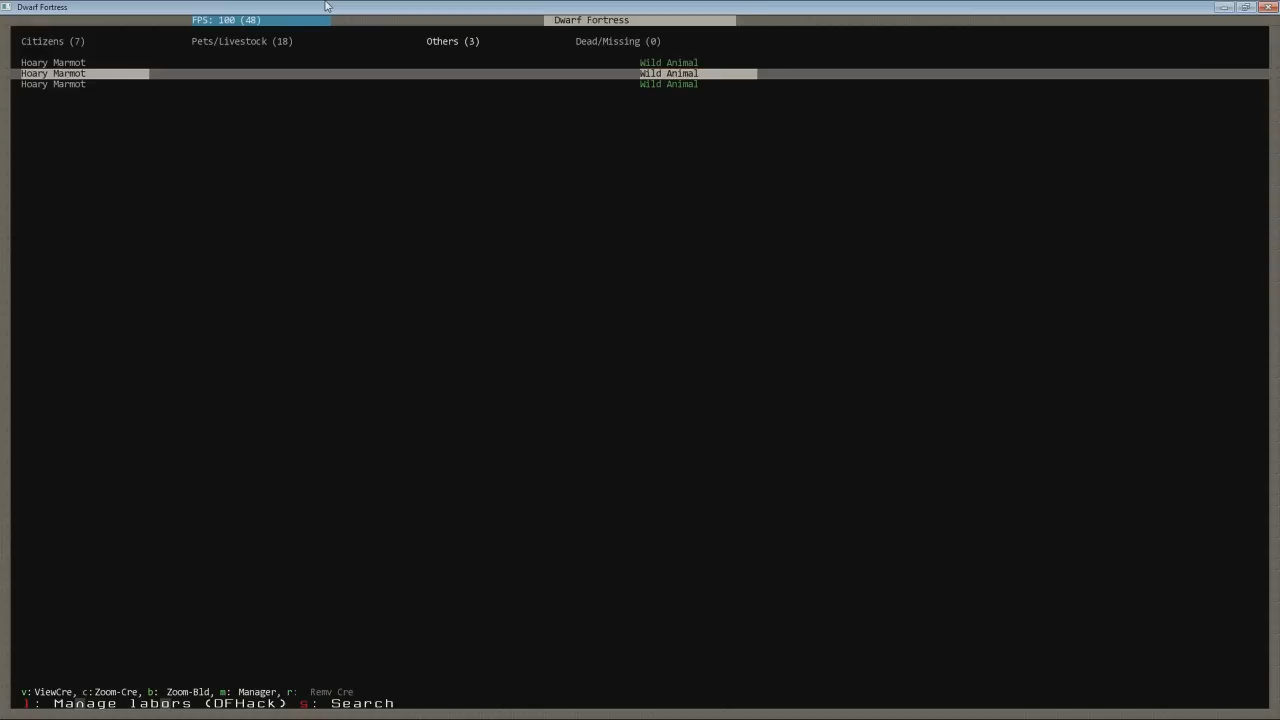 Dwarf Fortress
FPS: 100 (48) Dwarf Fortress
Citizens (7) Pets/Livestock (18) Others (3) Dead/Missing (0)
Hoary Marmot Wild Animal
Hoary Marmot Wild Animal
Hoary Marmot Wild Animal
v:ViewCre, c:Zoom-Cre, b: Zoom-Bld, m: Manager, r: Remv Cre
l: Manage labors (DFHack) s: Search